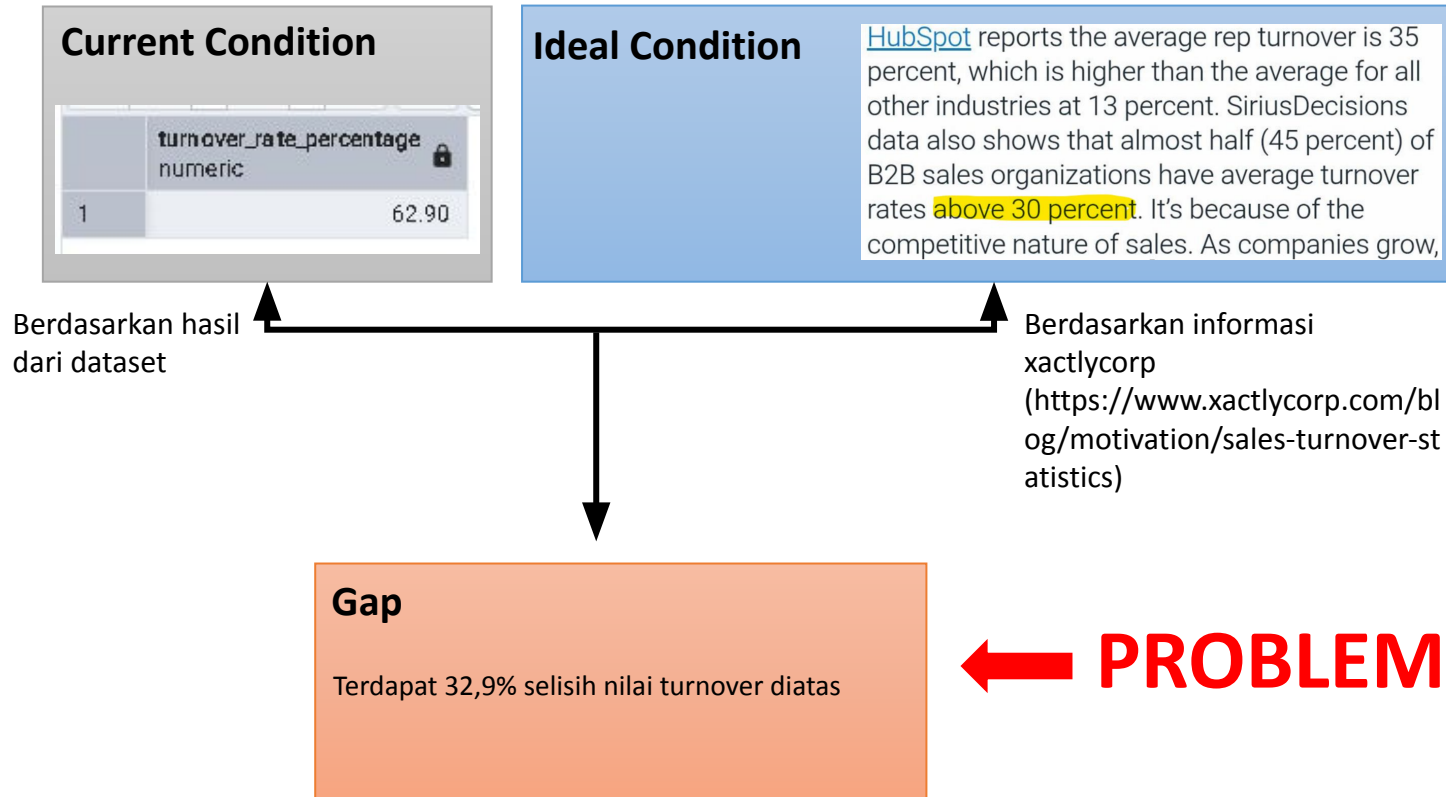 Current Condition
turnover_rate_percentage
numeric
1
62.90
Ideal Condition
HubSpot reports the average rep turnover is 35
percent, which is higher than the average for all
other industries at 13 percent. SiriusDecisions
data also shows that almost half (45 percent) of
B2B sales organizations have average turnover
rates above 30 percent. It’s because of the
competitive nature of sales. As companies grow,
Berdasarkan hasil
dari dataset
Berdasarkan informasi
xactlycorp
(https://www.xactlycorp.com/bl
og/motivation/sales-turnover-st
atistics)
Gap
Terdapat 32,9% selisih nilai turnover diatas
PROBLEM